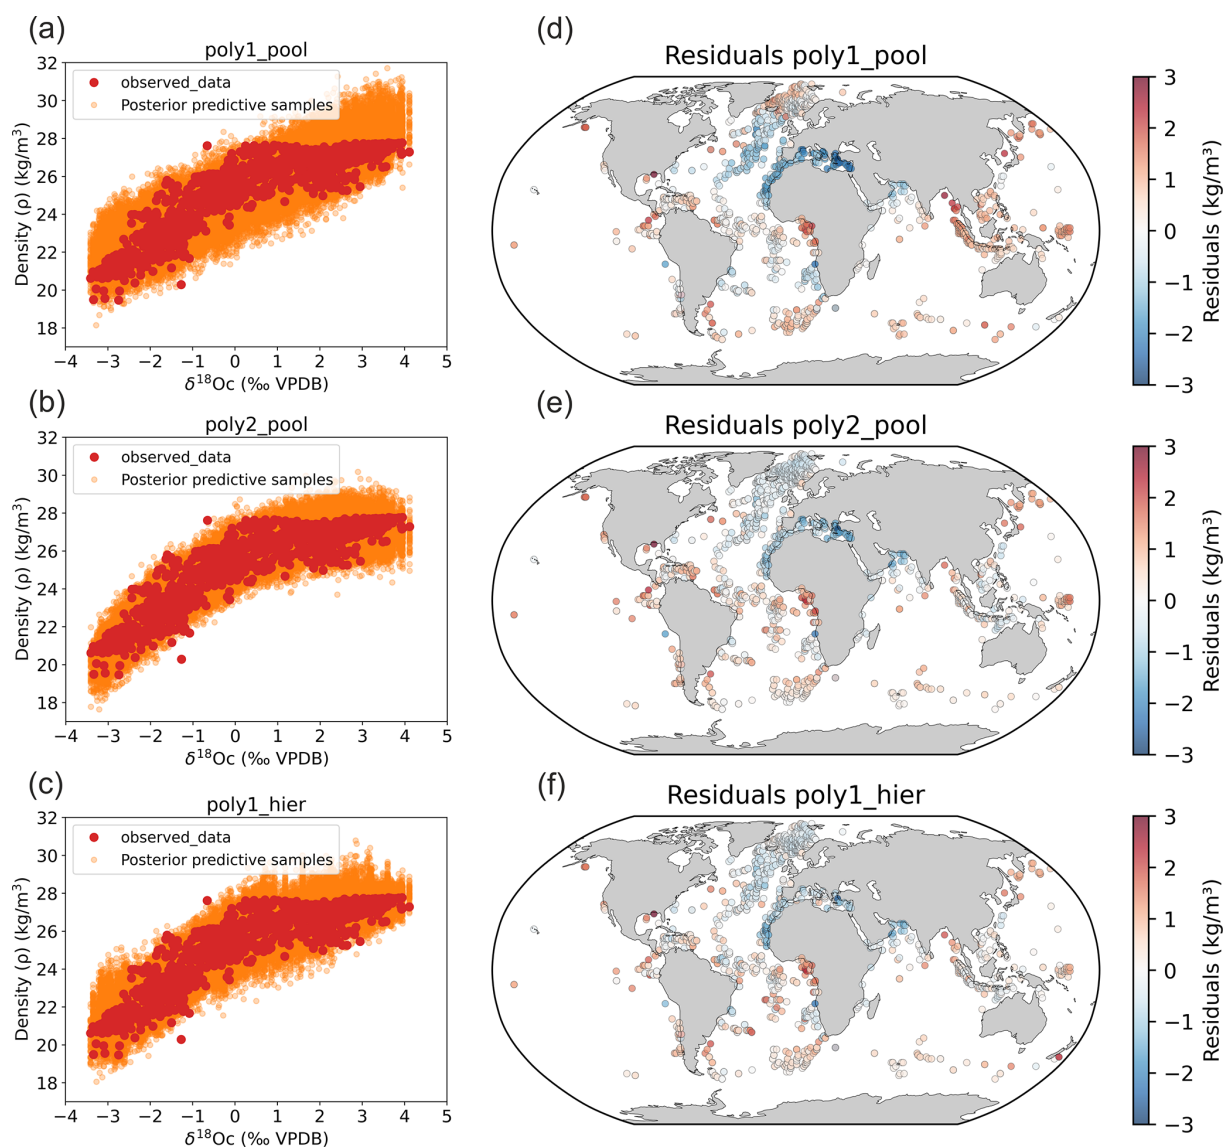 (a)
poly1_pool
observed_data
Posterior predictive samples
32
30
28
26
24
22
20
18
Density (ρ) (kg/m³)
−4 −3 −2 −1 0 1 2 3 4 5
δ¹⁸Oc (‰ VPDB)
(d)
Residuals poly1_pool
3
2
1
0
−1
−2
−3
Residuals (kg/m³)
(b)
poly2_pool
observed_data
Posterior predictive samples
32
30
28
26
24
22
20
18
Density (ρ) (kg/m³)
−4 −3 −2 −1 0 1 2 3 4 5
δ¹⁸Oc (‰ VPDB)
(e)
Residuals poly2_pool
3
2
1
0
−1
−2
−3
Residuals (kg/m³)
(c)
poly1_hier
observed_data
Posterior predictive samples
32
30
28
26
24
22
20
18
Density (ρ) (kg/m³)
−4 −3 −2 −1 0 1 2 3 4 5
δ¹⁸Oc (‰ VPDB)
(f)
Residuals poly1_hier
3
2
1
0
−1
−2
−3
Residuals (kg/m³)